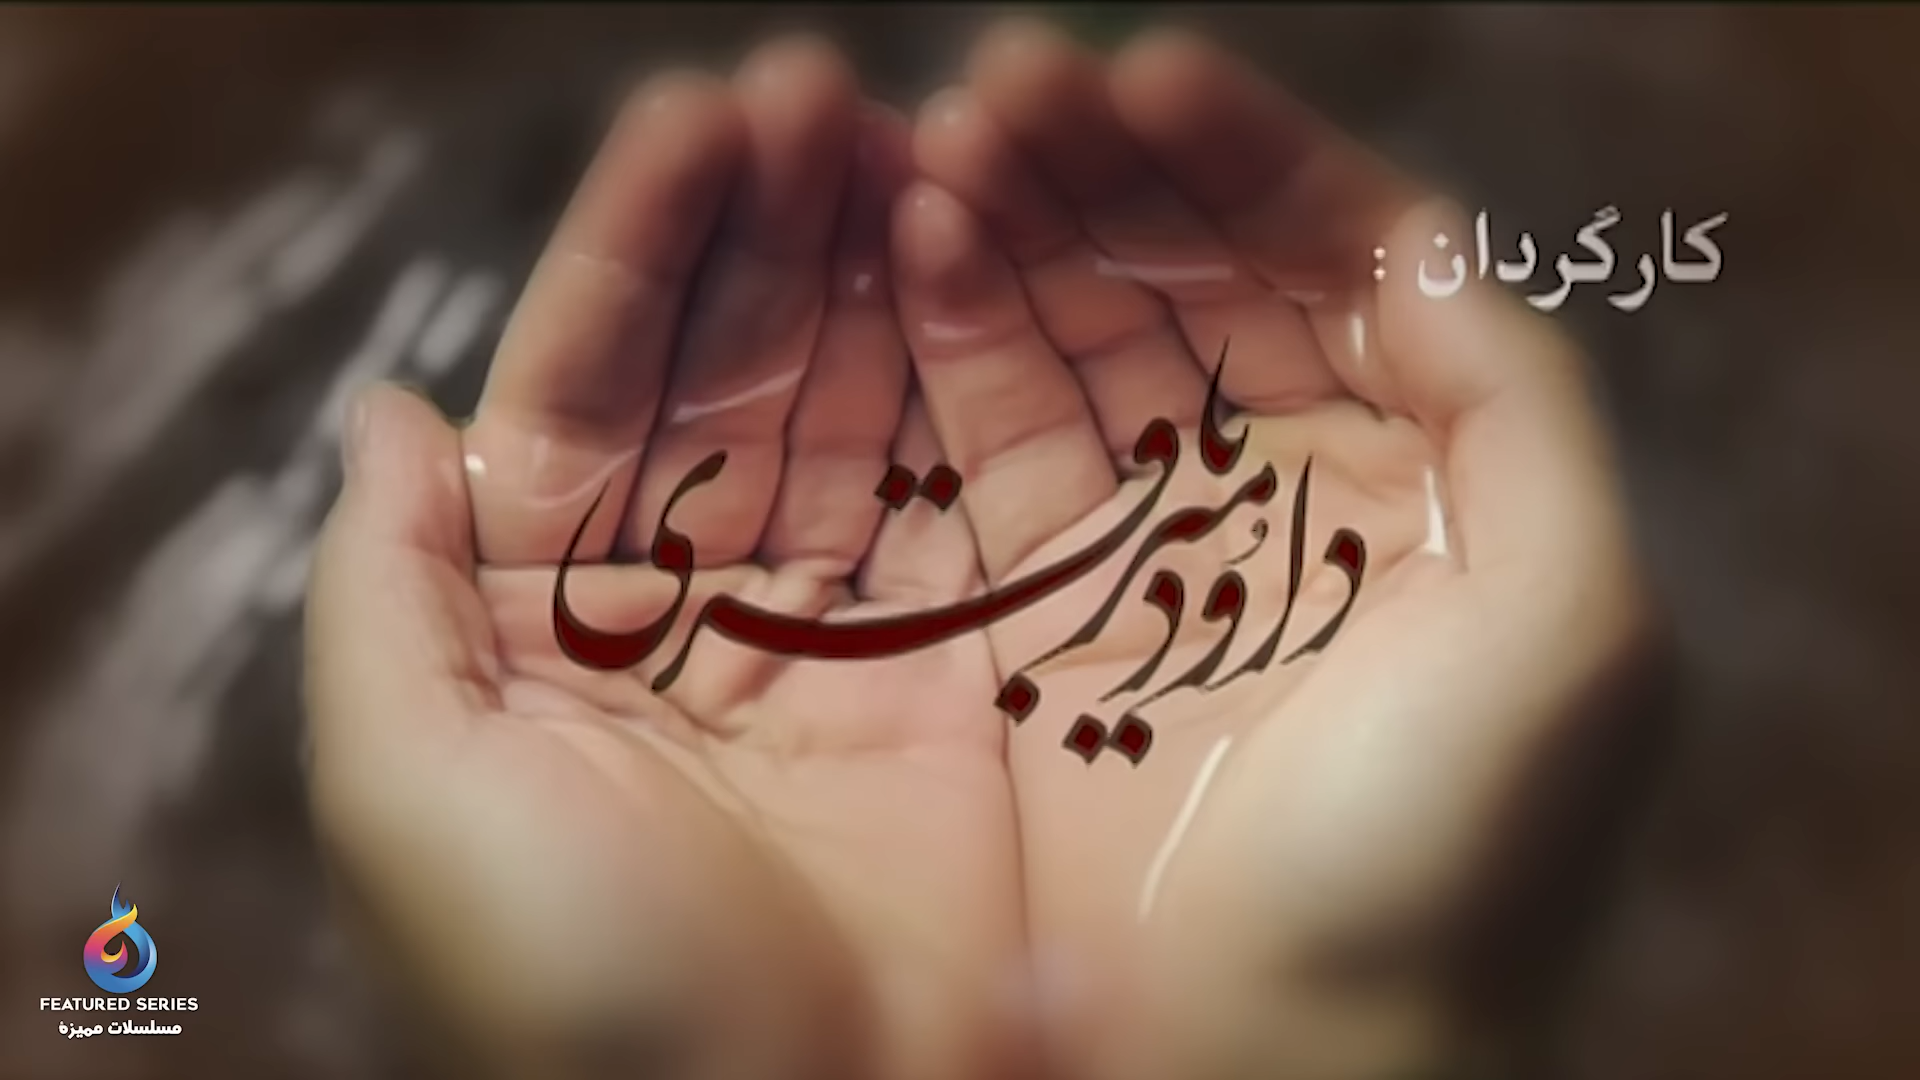 کارگردان :
داوود میرباقری
FEATURED SERIES
مسلسلات مميزة